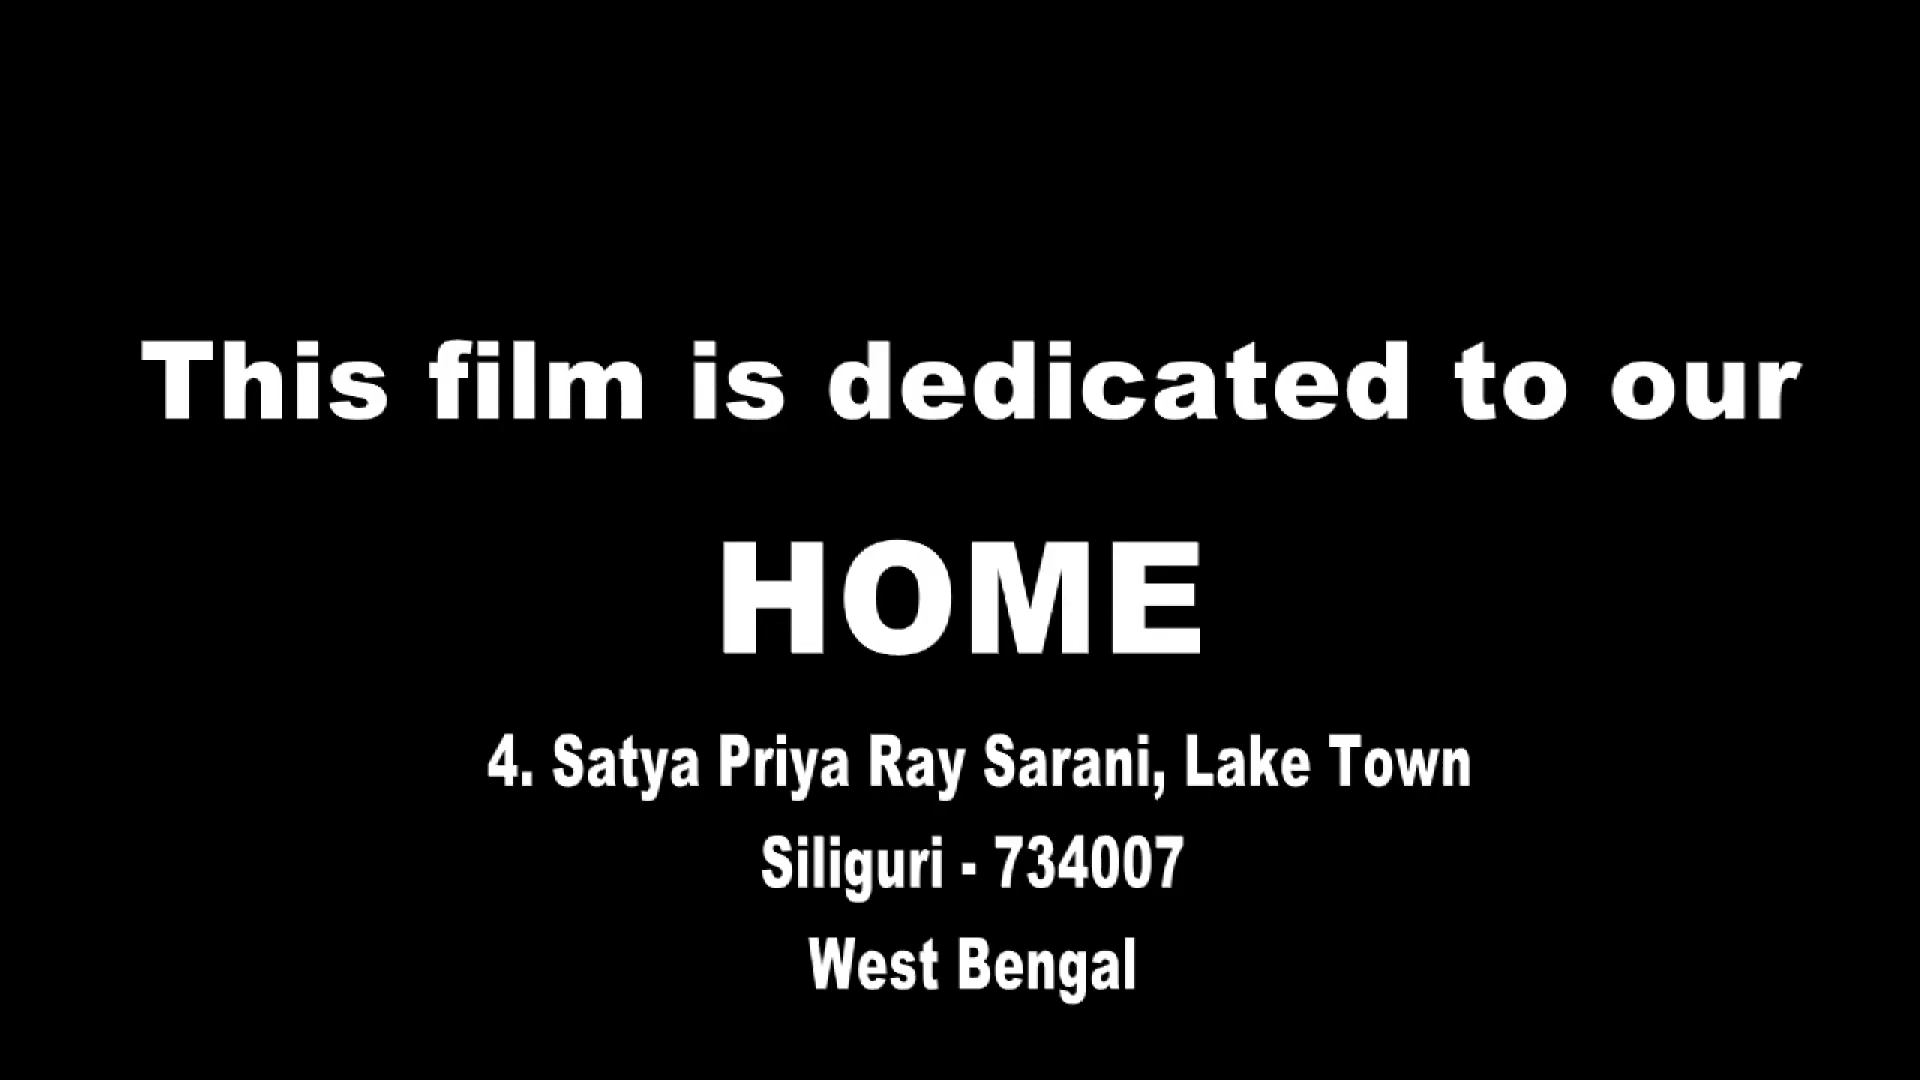 This film is dedicated to our
HOME
4. Satya Priya Ray Sarani, Lake Town
Siliguri - 734007
West Bengal